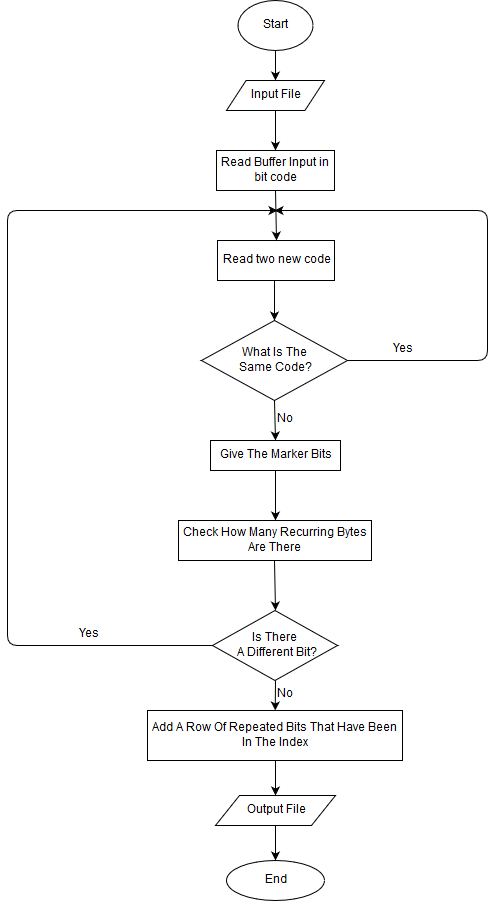 Start
Input File
Read Buffer Input in
bit code
Read two new code
What Is The
Same Code?
Yes
No
Give The Marker Bits
Check How Many Recurring Bytes
Are There
Yes
Is There
A Different Bit?
No
Add A Row Of Repeated Bits That Have Been
In The Index
Output File
End